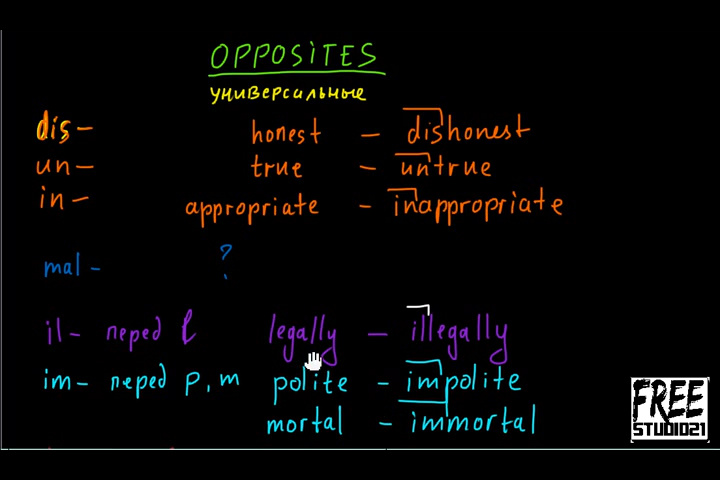 OPPOSITES
универсальные
dis- honest - dishonest
un- true - untrue
in- appropriate - inappropriate
mal- ?
il- перед l legally - illegally
im- перед p, m polite - impolite
mortal - immortal
FREE
STUDIO21